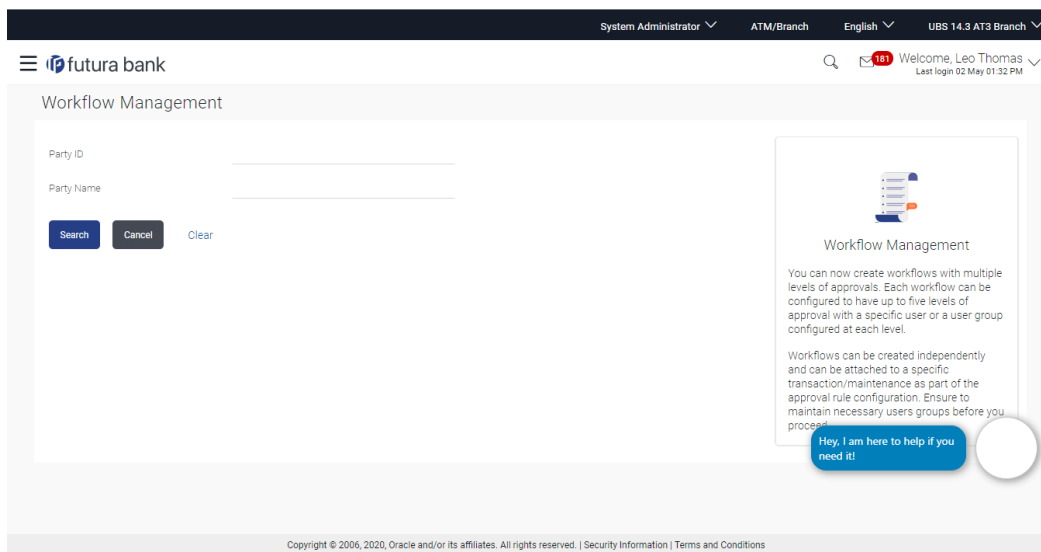 System Administrator ATM/Branch English UBS 14.3 AT3 Branch
futura bank
181
Welcome, Leo Thomas
Last login 02 May 01:32 PM
Workflow Management
Party ID
Party Name
Search Cancel Clear
Workflow Management
You can now create workflows with multiple
levels of approvals. Each workflow can be
configured to have up to five levels of
approval with a specific user or a user group
configured at each level.
Workflows can be created independently
and can be attached to a specific
transaction/maintenance as part of the
approval rule configuration. Ensure to
maintain necessary users groups before you
proceed
Hey, I am here to help if you
need it!
Copyright © 2006, 2020, Oracle and/or its affiliates. All rights reserved. | Security Information | Terms and Conditions